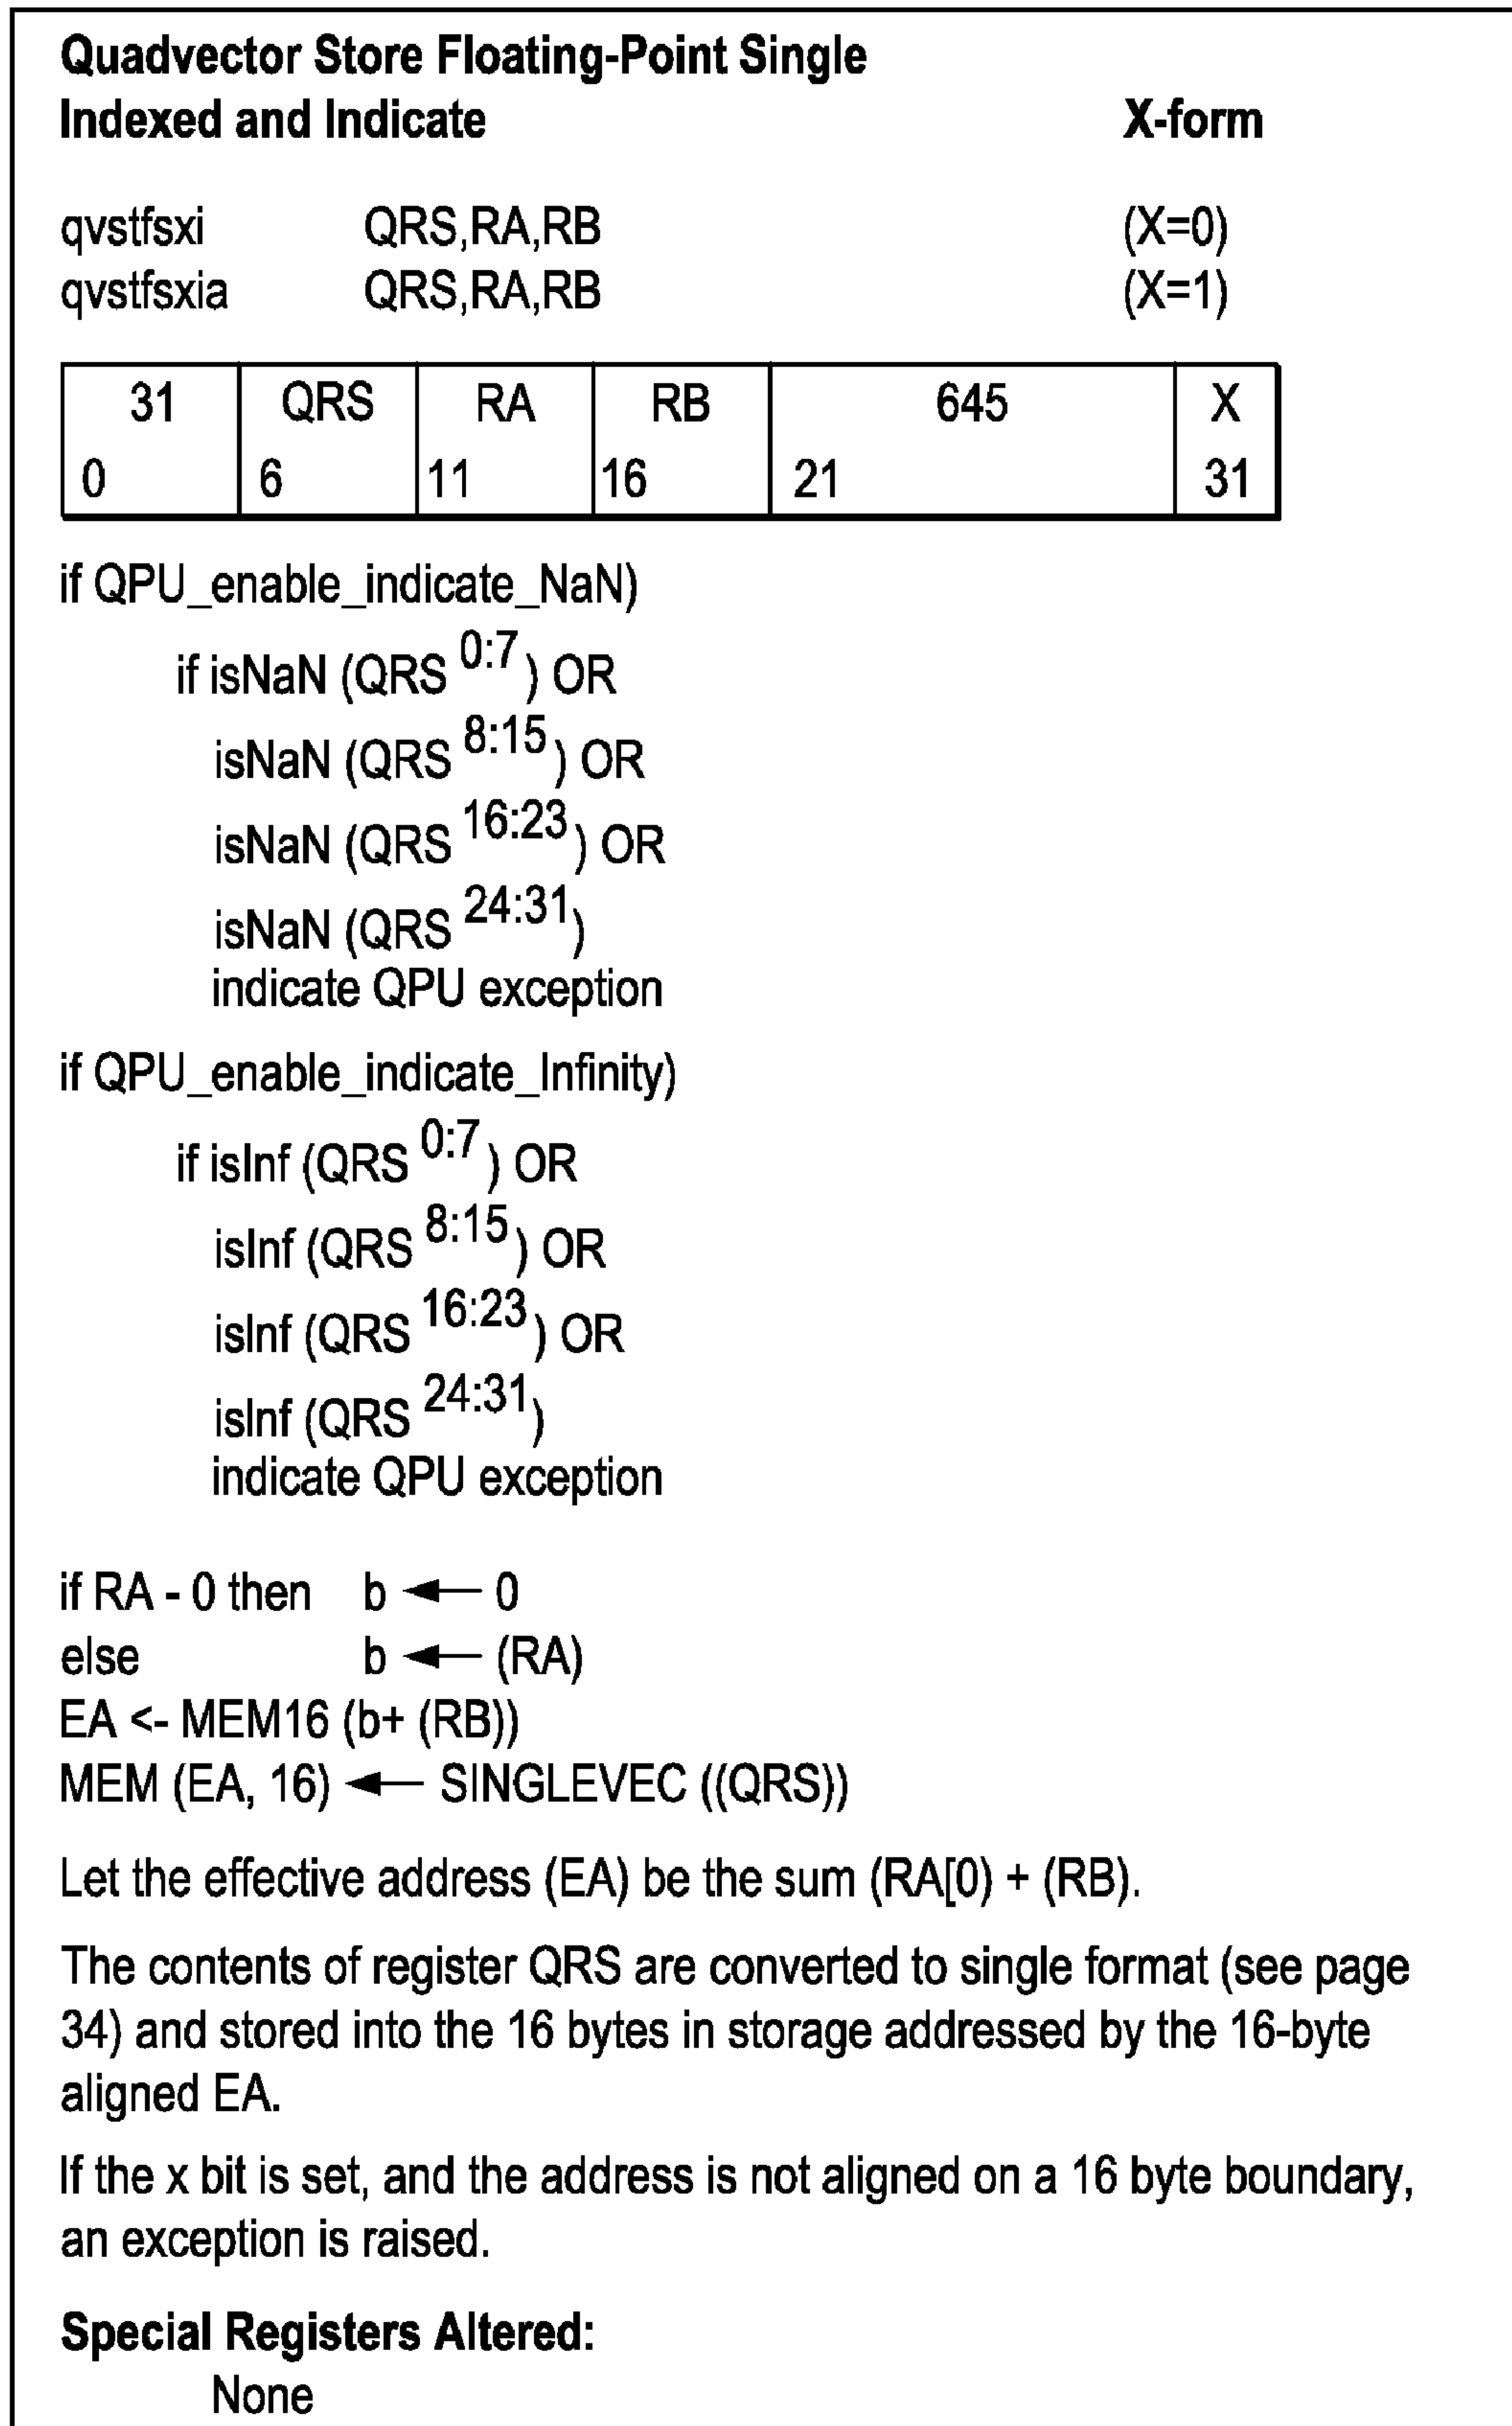 Quadvector Store Floating-Point Single
Indexed and Indicate X-form
qvstfsxi QRS,RA,RB (X=0)
qvstfsxia QRS,RA,RB (X=1)
31 QRS RA RB 645 X
0 6 11 16 21 31
if QPU_enable_indicate_NaN)
if isNaN (QRS 0:7) OR
isNaN (QRS 8:15) OR
isNaN (QRS 16:23) OR
isNaN (QRS 24:31)
indicate QPU exception
if QPU_enable_indicate_Infinity)
if isInf (QRS 0:7) OR
isInf (QRS 8:15) OR
isInf (QRS 16:23) OR
isInf (QRS 24:31)
indicate QPU exception
if RA - 0 then b ← 0
else b ← (RA)
EA <- MEM16 (b+ (RB))
MEM (EA, 16) ← SINGLEVEC ((QRS))
Let the effective address (EA) be the sum (RA[0) + (RB).
The contents of register QRS are converted to single format (see page
34) and stored into the 16 bytes in storage addressed by the 16-byte
aligned EA.
If the x bit is set, and the address is not aligned on a 16 byte boundary,
an exception is raised.
Special Registers Altered:
None